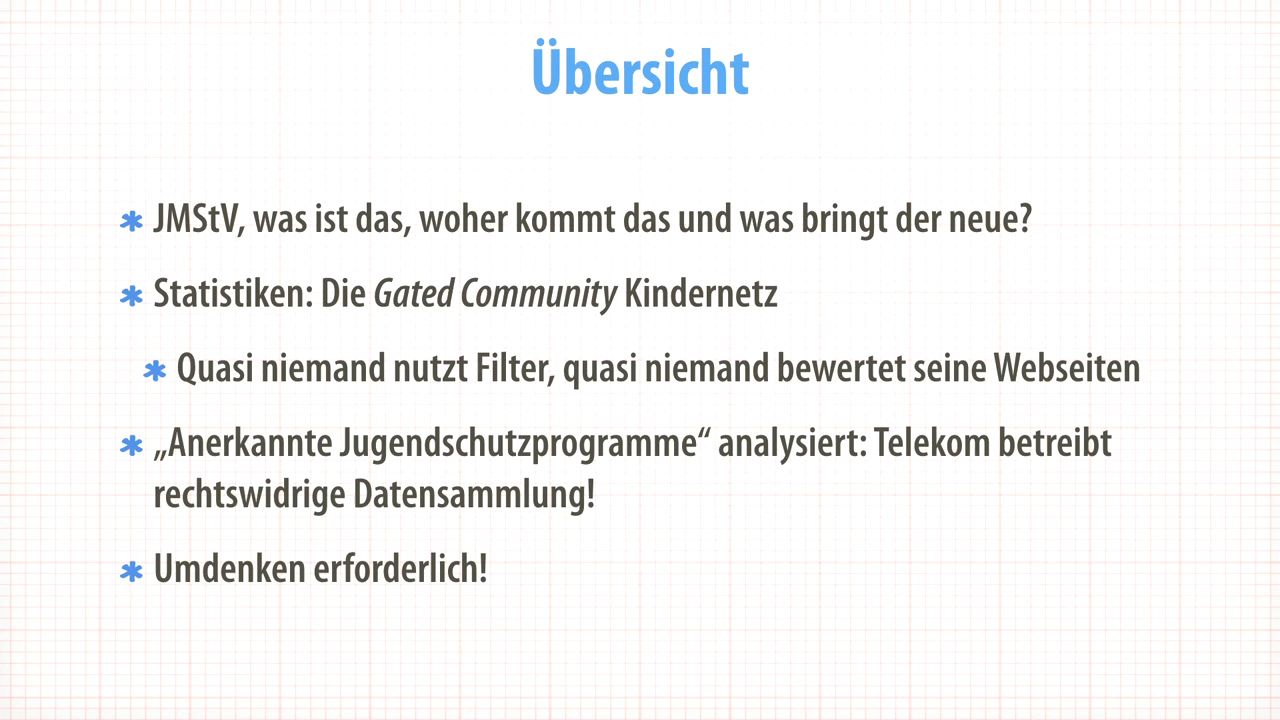 Übersicht
JMStV, was ist das, woher kommt das und was bringt der neue?
Statistiken: Die Gated Community Kindernetz
Quasi niemand nutzt Filter, quasi niemand bewertet seine Webseiten
„Anerkannte Jugendschutzprogramme“ analysiert: Telekom betreibt
rechtswidrige Datensammlung!
Umdenken erforderlich!